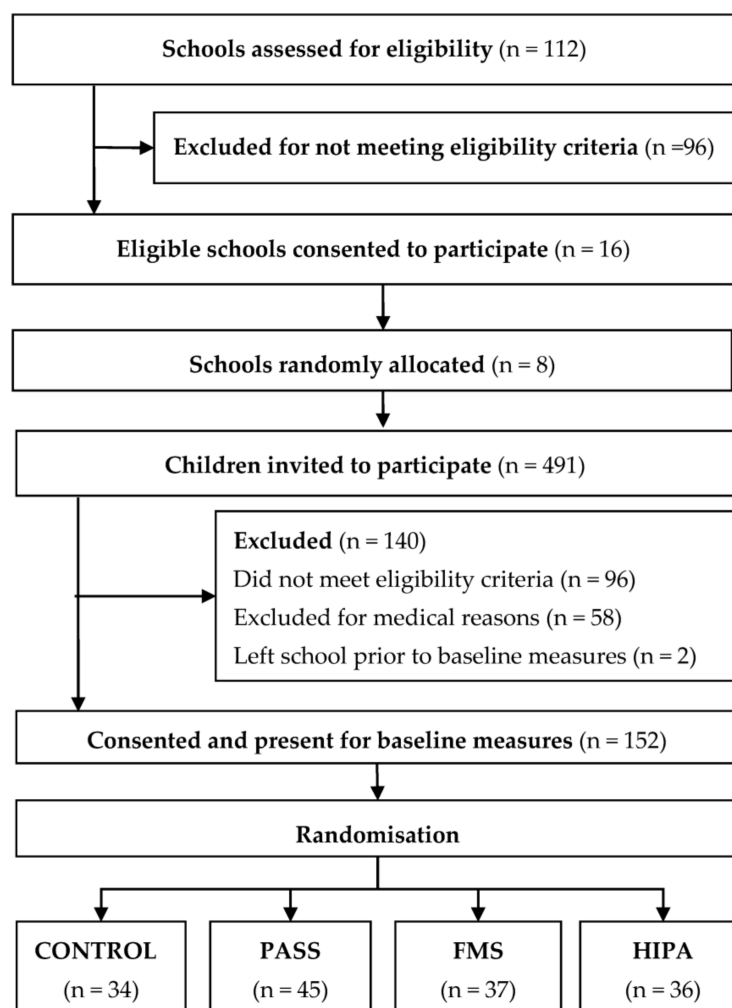 Schools assessed for eligibility (n = 112)
Excluded for not meeting eligibility criteria (n =96)
Eligible schools consented to participate (n = 16)
Schools randomly allocated (n = 8)
Children invited to participate (n = 491)
Excluded (n = 140)
Did not meet eligibility criteria (n = 96)
Excluded for medical reasons (n = 58)
Left school prior to baseline measures (n = 2)
Consented and present for baseline measures (n = 152)
Randomisation
CONTROL
(n = 34)
PASS
(n = 45)
FMS
(n = 37)
HIPA
(n = 36)